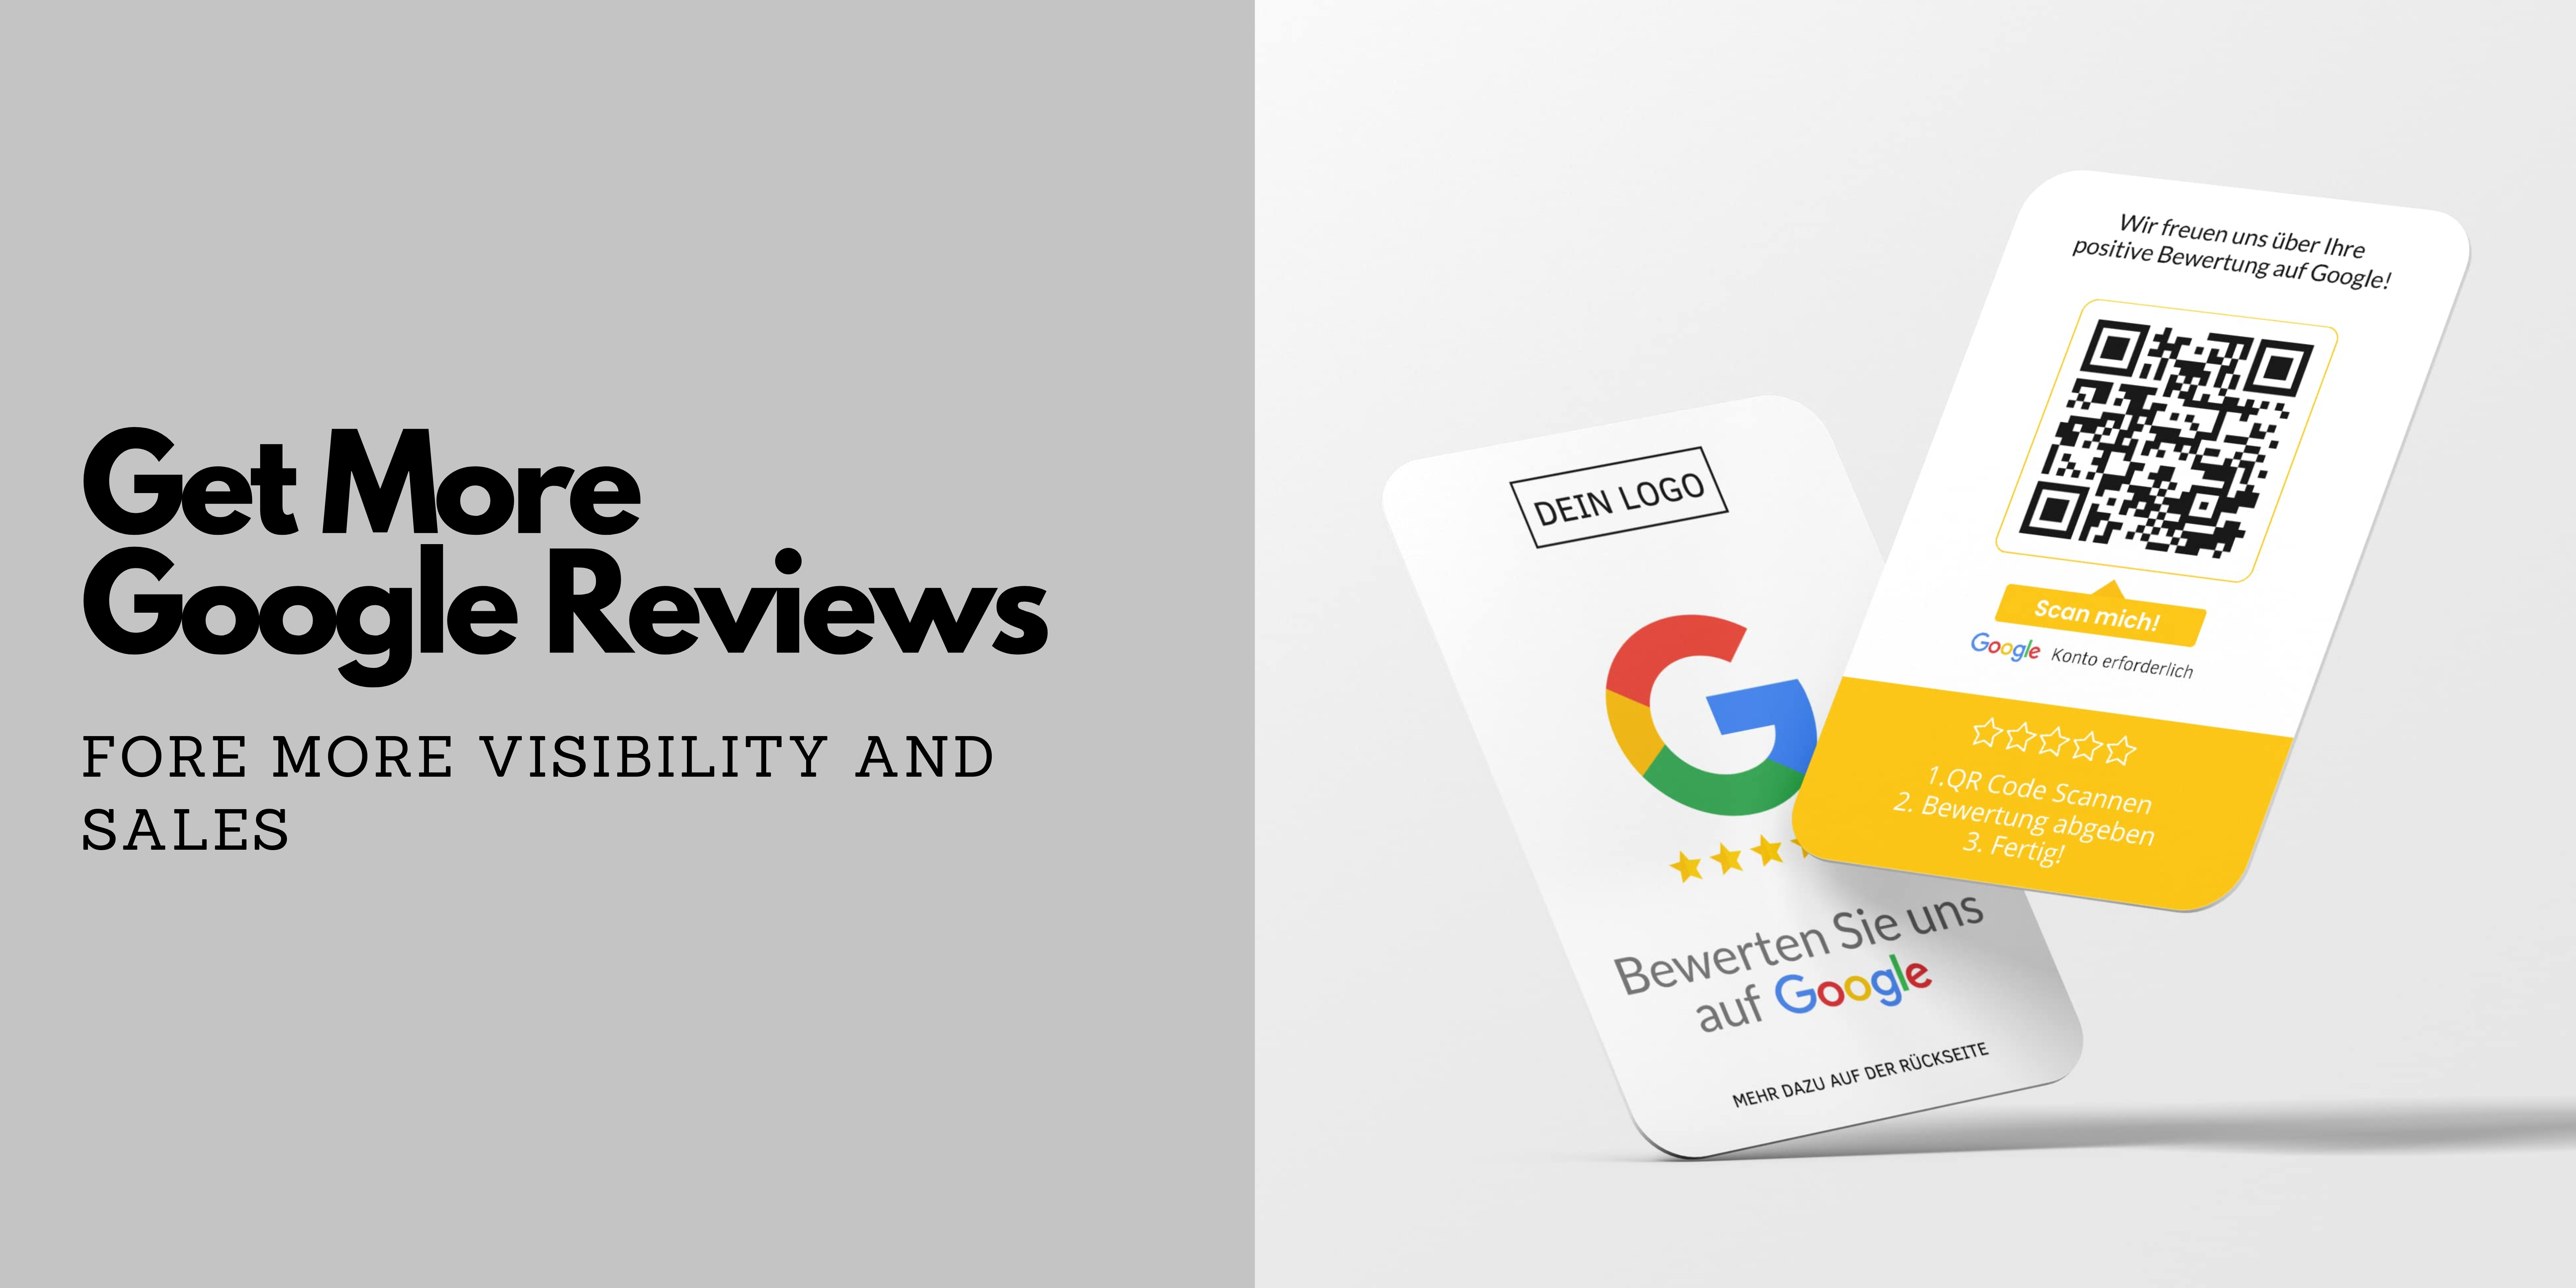 Get More
Google Reviews
FORE MORE VISIBILITY AND
SALES
DEIN LOGO
Bewerten Sie uns
auf Google
MEHR DAZU AUF DER RÜCKSEITE
Wir freuen uns über Ihre
positive Bewertung auf Google!
Scan mich!
Google Konto erforderlich
1.QR Code Scannen
2. Bewertung abgeben
3. Fertig!